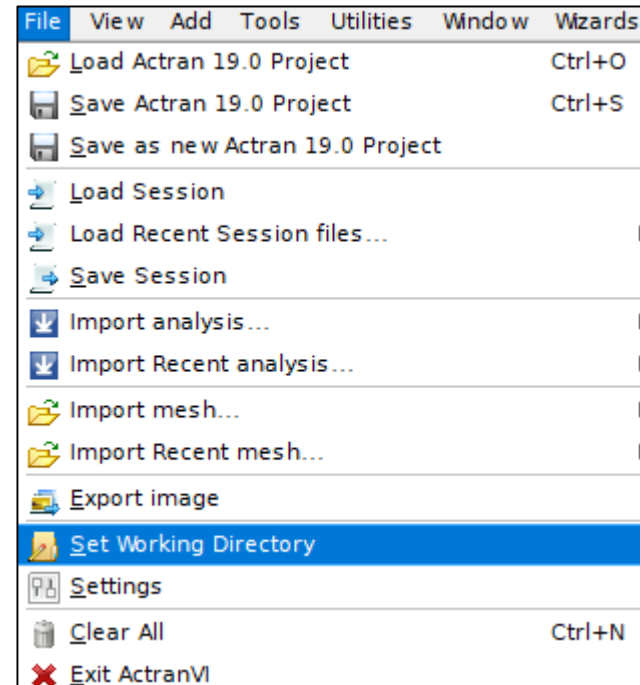 File View Add Tools Utilities Window Wizards
Load Actran 19.0 Project Ctrl+O
Save Actran 19.0 Project Ctrl+S
Save as new Actran 19.0 Project
Load Session
Load Recent Session files...
Save Session
Import analysis...
Import Recent analysis...
Import mesh...
Import Recent mesh...
Export image
Set Working Directory
Settings
Clear All Ctrl+N
Exit ActranVI